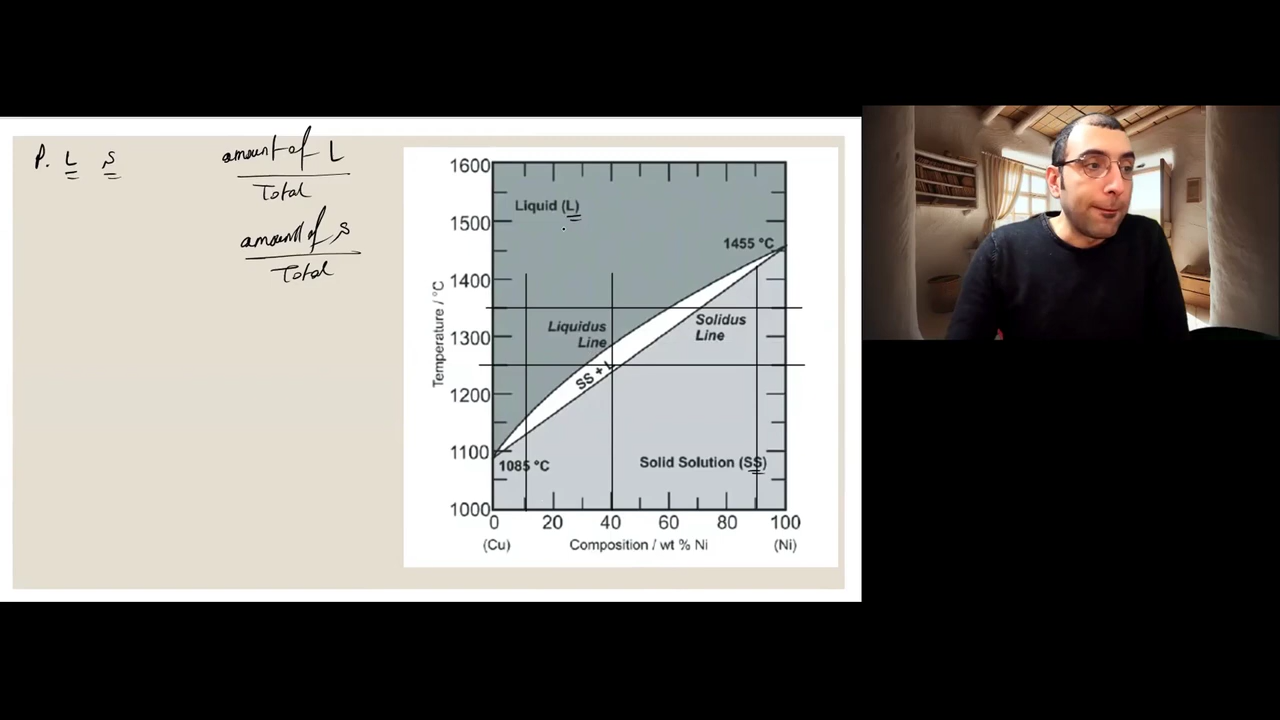 P. L S
amount of L
Total
amount of S
Total
1600
1500
1400
1300
1200
1100
1000
Temperature / °C
Liquid (L)
1455 °C
Liquidus
Line
Solidus
Line
SS + L
Solid Solution (SS)
1085 °C
0 20 40 60 80 100
(Cu) Composition / wt % Ni (Ni)